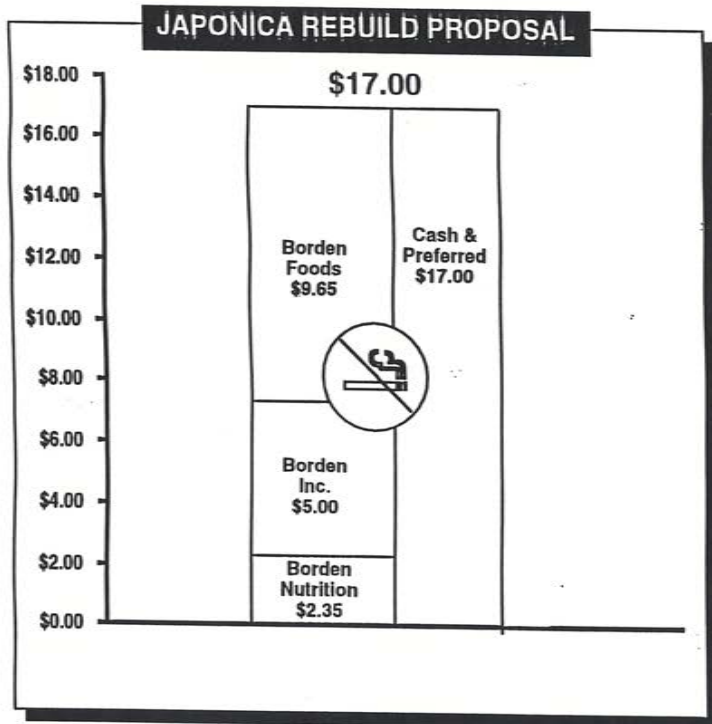 JAPONICA REBUILD PROPOSAL
$17.00
$18.00
$16.00
$14.00
$12.00
$10.00
$8.00
$6.00
$4.00
$2.00
$0.00
Borden
Foods
$9.65
Cash &
Preferred
$17.00
Borden
Inc.
$5.00
Borden
Nutrition
$2.35